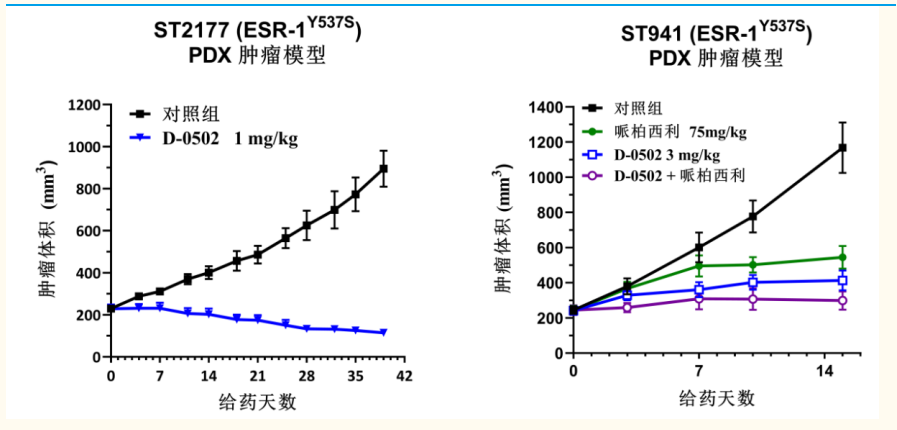 ST2177 (ESR-1^Y537S)
PDX 肿瘤模型
对照组
D-0502 1 mg/kg
肿瘤体积 (mm³)
1200
1000
800
600
400
200
0
0 7 14 21 28 35 42
给药天数
ST941 (ESR-1^Y537S)
PDX 肿瘤模型
对照组
哌柏西利 75mg/kg
D-0502 3 mg/kg
D-0502 + 哌柏西利
肿瘤体积 (mm³)
1400
1200
1000
800
600
400
200
0
0 7 14
给药天数